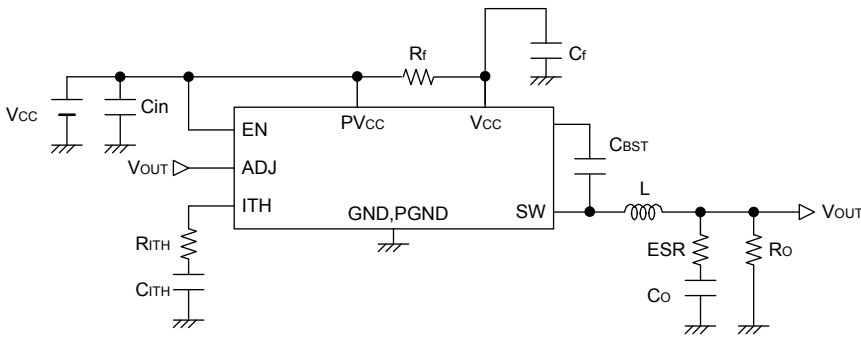 Rf
Cf
VCC
Cin
EN
PVCC
VCC
CBST
VOUT
ADJ
L
ITH
GND,PGND
SW
VOUT
RITH
ESR
RO
CITH
CO